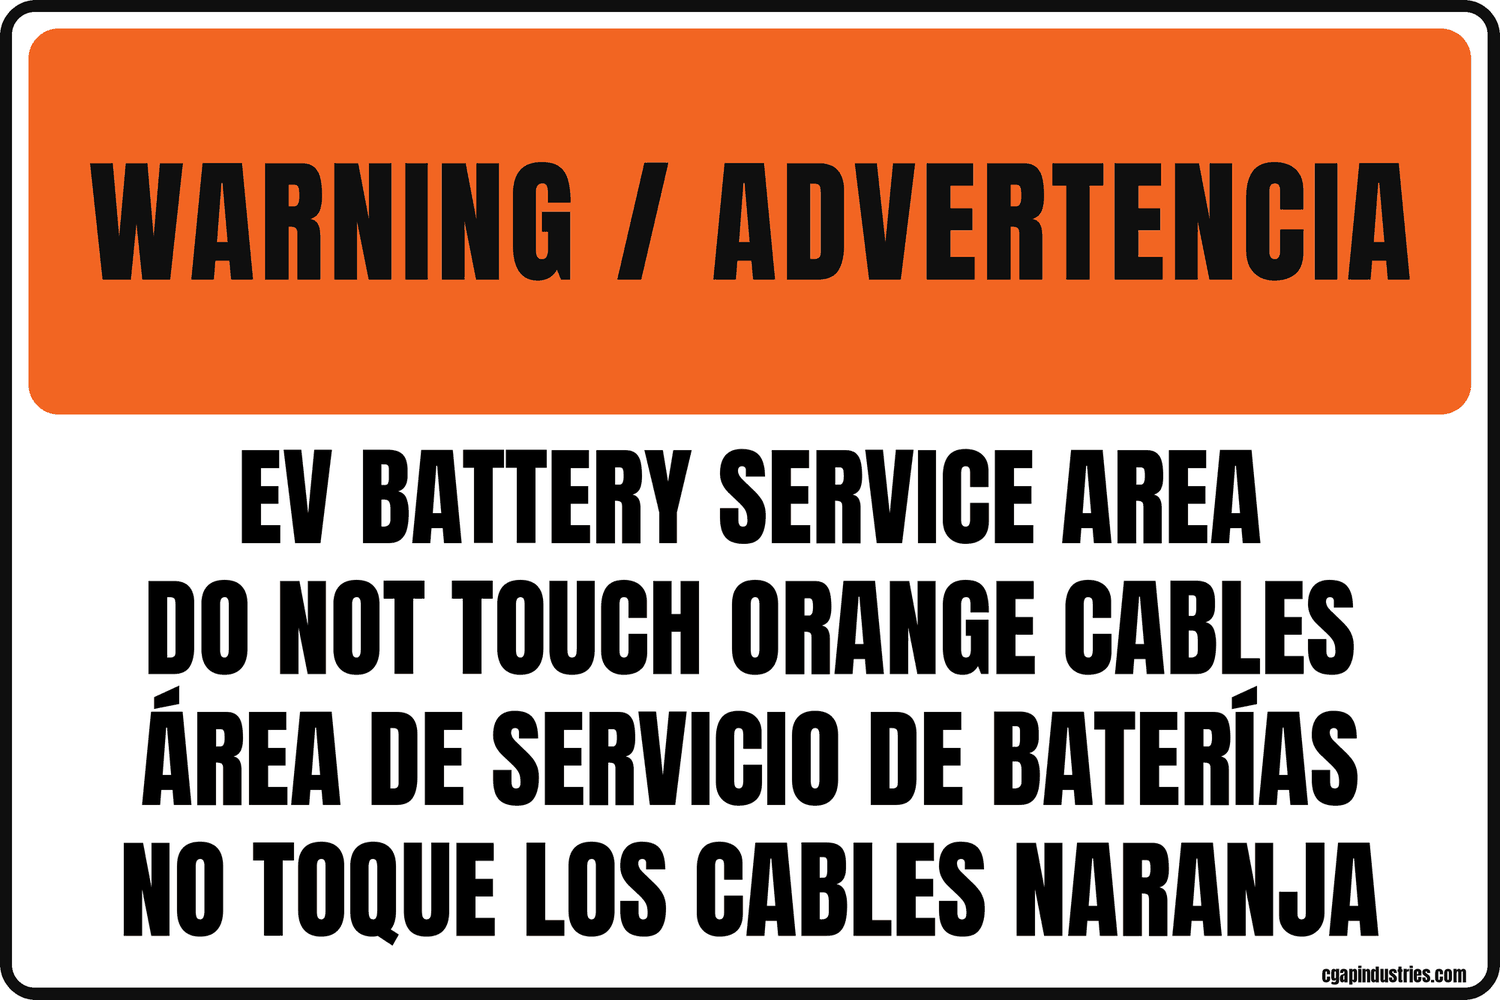 WARNING / ADVERTENCIA
EV BATTERY SERVICE AREA
DO NOT TOUCH ORANGE CABLES
ÁREA DE SERVICIO DE BATERÍAS
NO TOQUE LOS CABLES NARANJA
cgapindustries.com